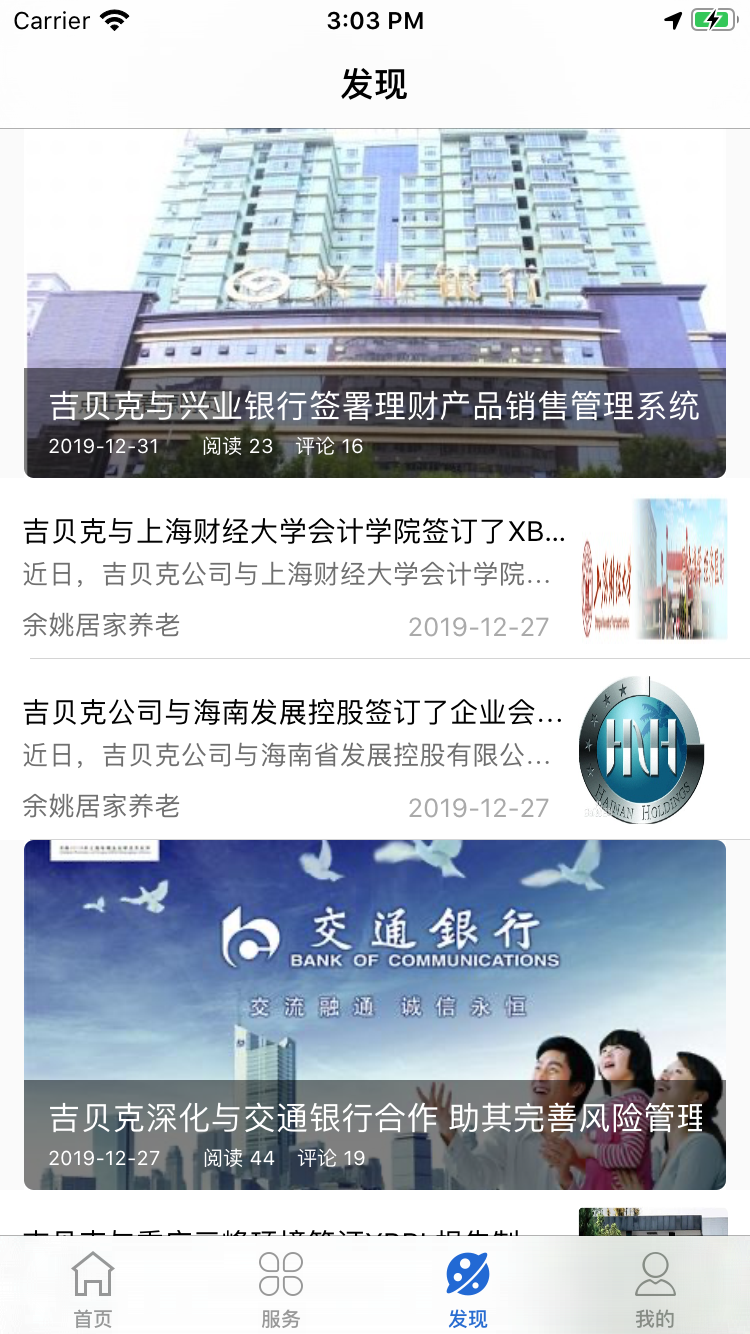 Carrier
3:03 PM
发现
兴业银行
吉贝克与兴业银行签署理财产品销售管理系统
2019-12-31 阅读 23 评论 16
吉贝克与上海财经大学会计学院签订了XB...
近日，吉贝克公司与上海财经大学会计学院...
余姚居家养老 2019-12-27
上海财经大学
吉贝克公司与海南发展控股签订了企业会...
近日，吉贝克公司与海南省发展控股有限公...
余姚居家养老 2019-12-27
HNH
HAINAN HOLDINGS
交通銀行
BANK OF COMMUNICATIONS
交流融通 诚信永恒
吉贝克深化与交通银行合作 助其完善风险管理
2019-12-27 阅读 44 评论 19
首页
服务
发现
我的